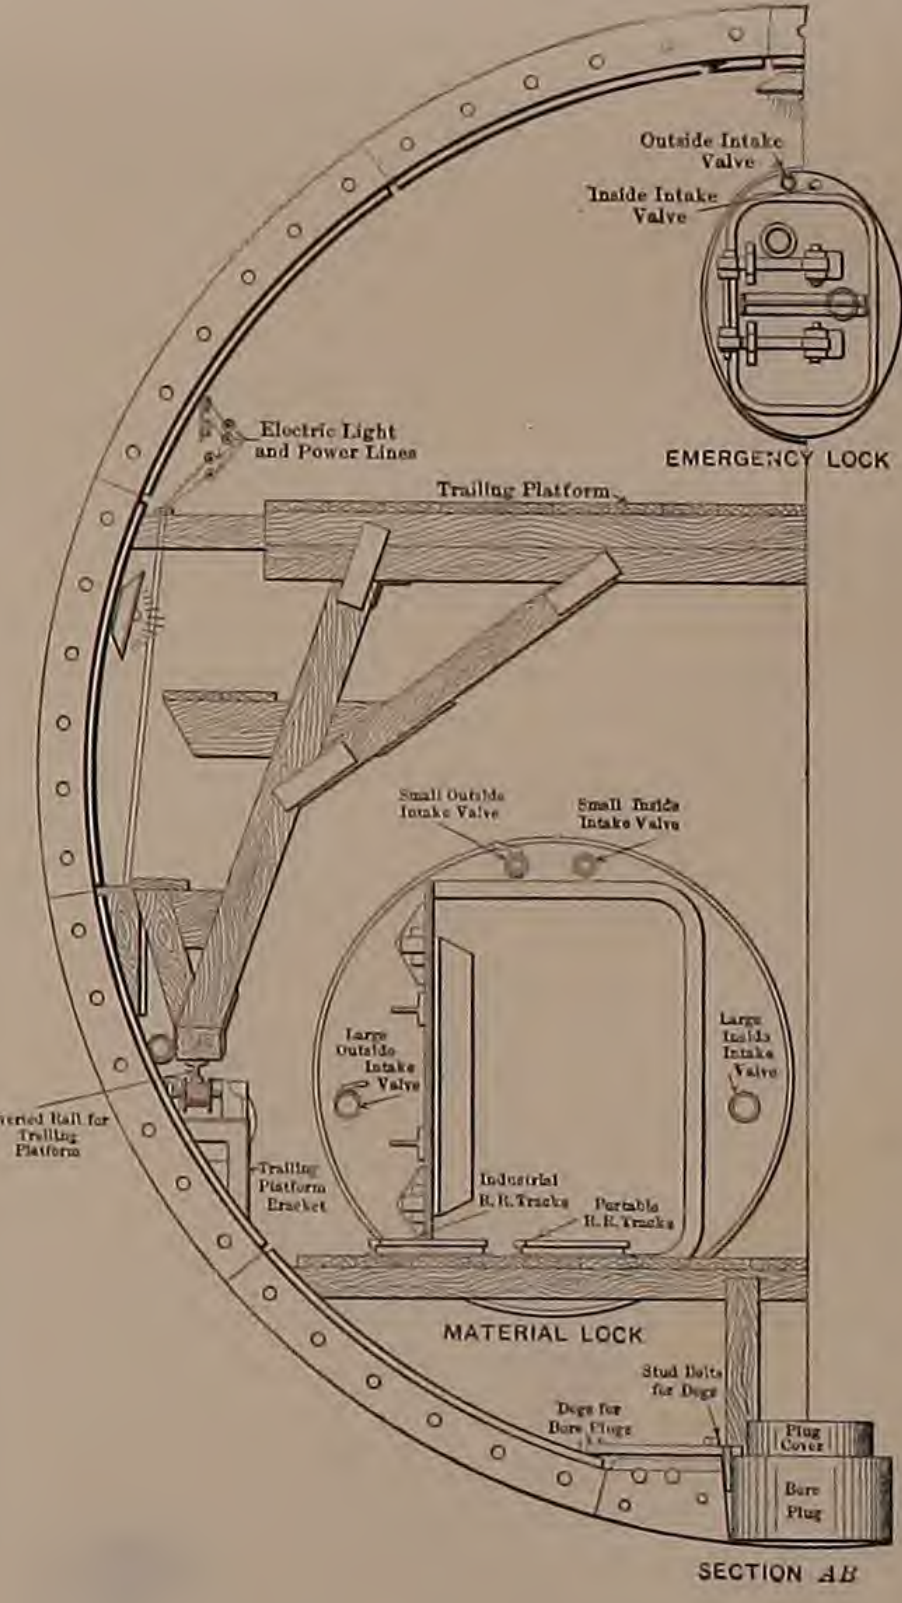 Outside Intake
Valve
Inside Intake
Valve
Electric Light
and Power Lines
EMERGENCY LOCK
Trailing Platform
Small Outside
Intake Valve
Small Inside
Intake Valve
Large
Outside
Intake
Valve
Large
Inside
Intake
Valve
verted Rail for
Trailing
Platform
Trailing
Platform
Bracket
Industrial
R.R. Tracks
Portable
R.R. Tracks
MATERIAL LOCK
Stud Bolts
for Dogs
Dogs for
Bore Plugs
Plug
Cover
Bore
Plug
SECTION AB